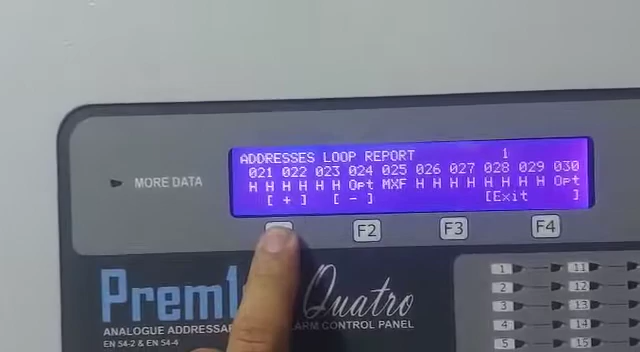 ADDRESSES LOOP REPORT 1
021 022 023 024 025 026 027 028 029 030
H H H H H H Opt MXF H H H H H H H H Opt
[ + ] [ - ] [Exit ]
MORE DATA
F2 F3 F4
Quatro
ANALOGUE
CONTROL PANEL
EN 54-2 & EN 54-4
1 11
2 12
3 13
4 14
5 15